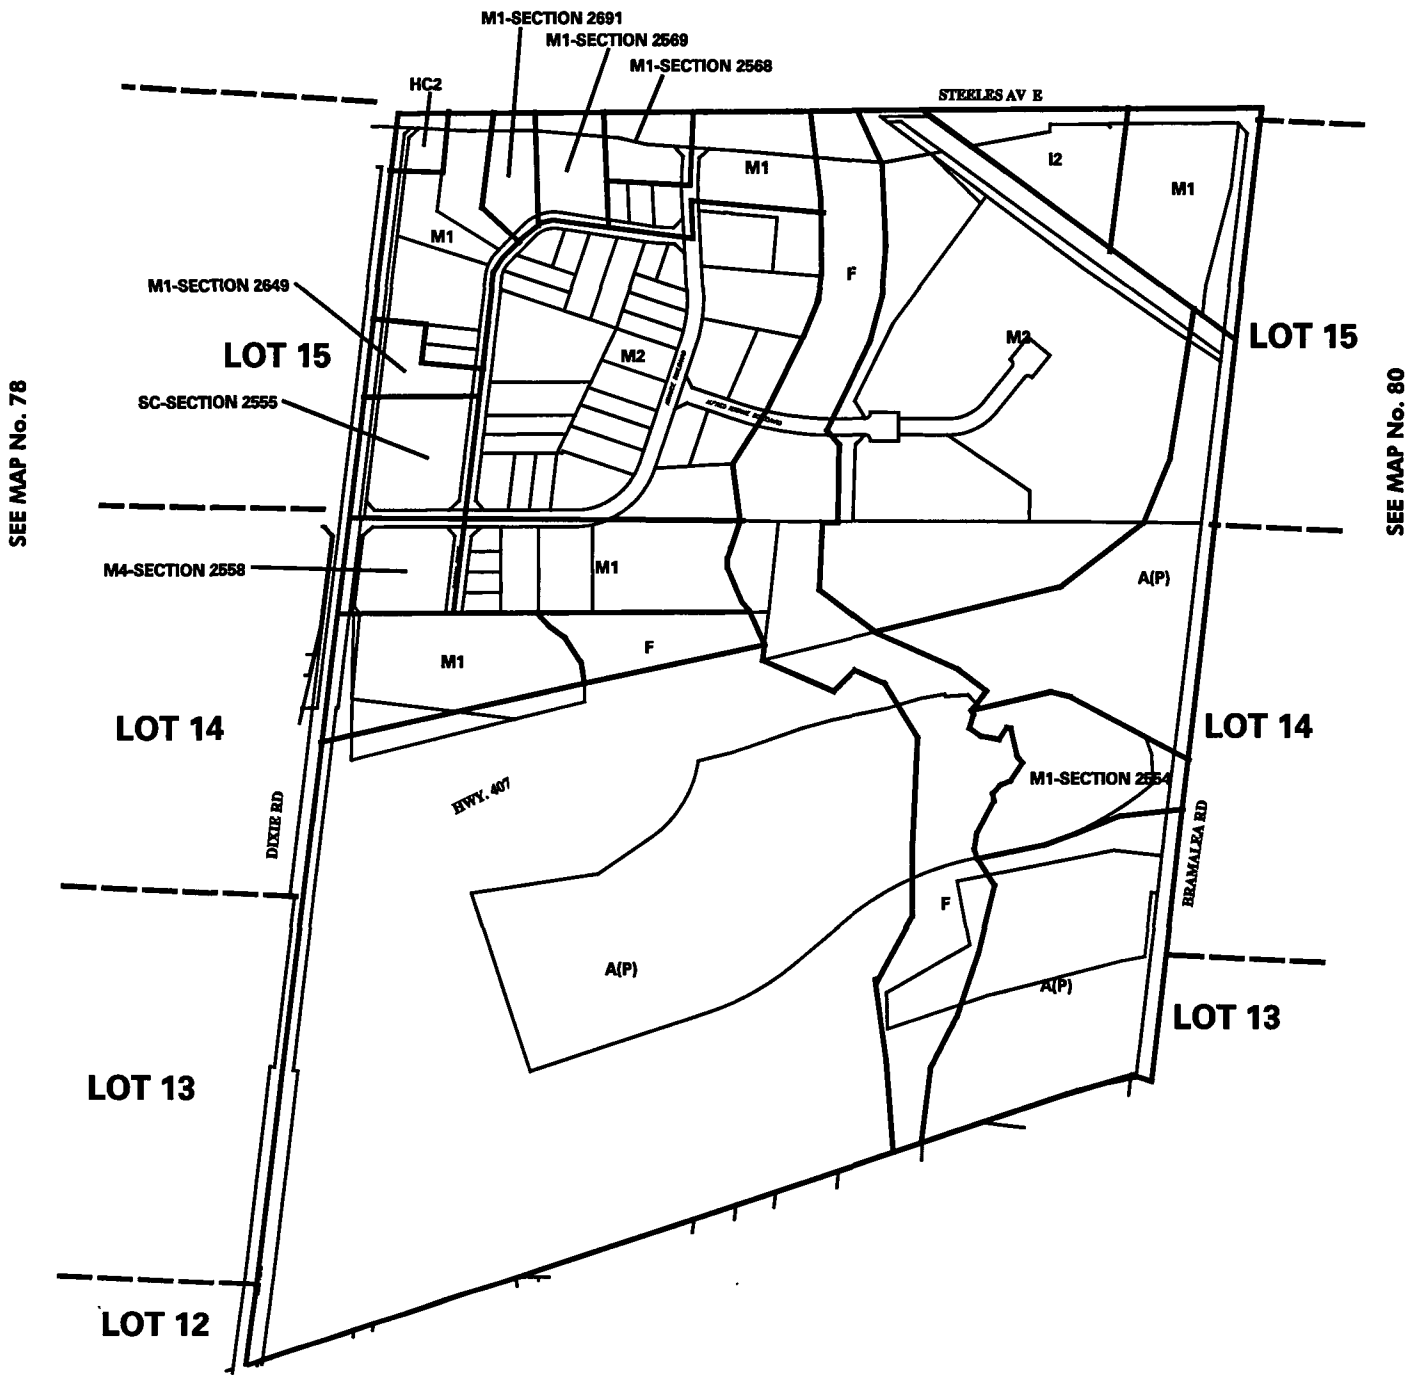 M1-SECTION 2691
M1-SECTION 2569
M1-SECTION 2568
HC2
STEELES AV E
I2
M1
M1
M1
F
M1-SECTION 2649
LOT 15
M2
M2
LOT 15
SEE MAP No. 78
SEE MAP No. 80
SC-SECTION 2555
M4-SECTION 2558
M1
A(P)
M1
F
LOT 14
LOT 14
M1-SECTION 2554
HWY. 407
DIXIE RD
BRAMALEA RD
F
A(P)
A(P)
LOT 13
LOT 13
LOT 12